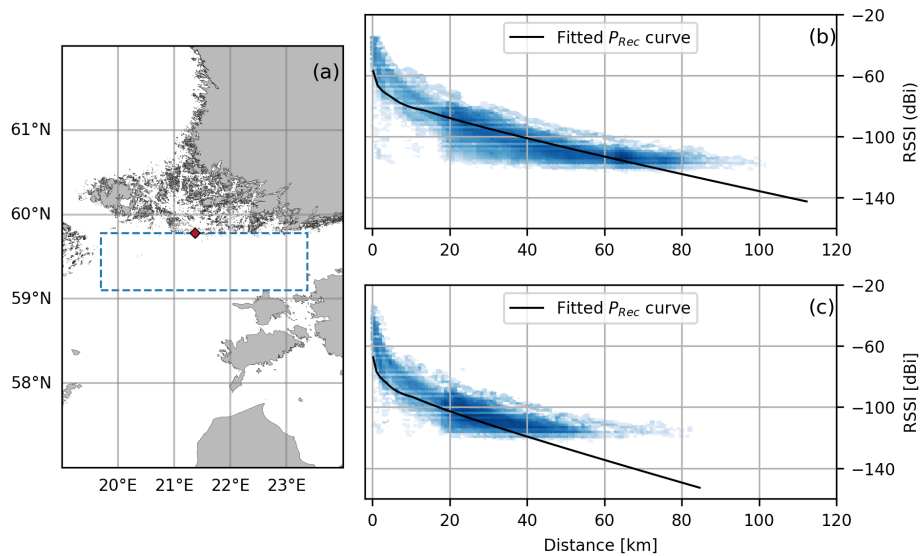 (a)
61°N
60°N
59°N
58°N
20°E 21°E 22°E 23°E
Fitted P_Rec curve
(b)
−20
−60
−100
−140
RSSI (dBi)
0 20 40 60 80 100 120
Fitted P_Rec curve
(c)
−20
−60
−100
−140
RSSI [dBi]
0 20 40 60 80 100 120
Distance [km]